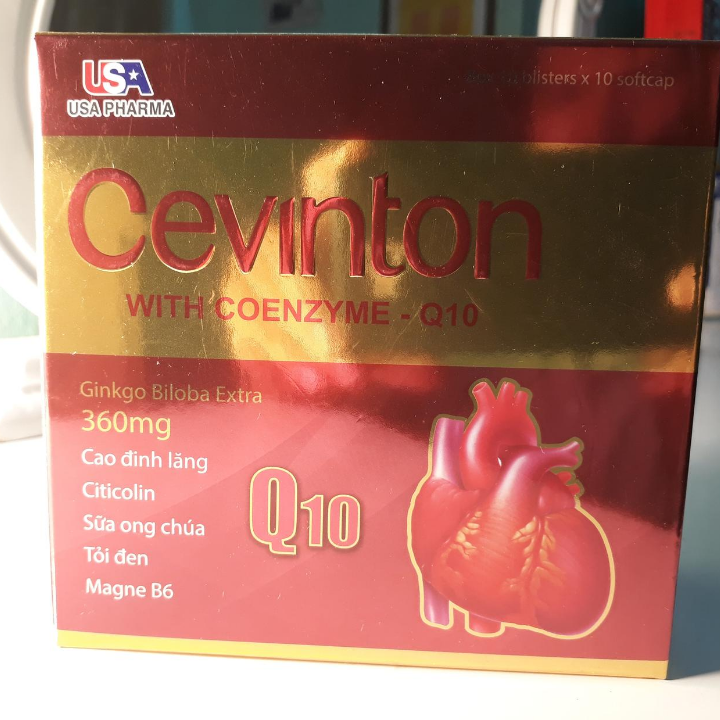 USA
USA PHARMA
blisters x 10 softcap
Cevinton
WITH COENZYME - Q10
Ginkgo Biloba Extra
360mg
Cao đinh lăng
Citicolin
Sữa ong chúa
Tỏi đen
Magne B6
Q10